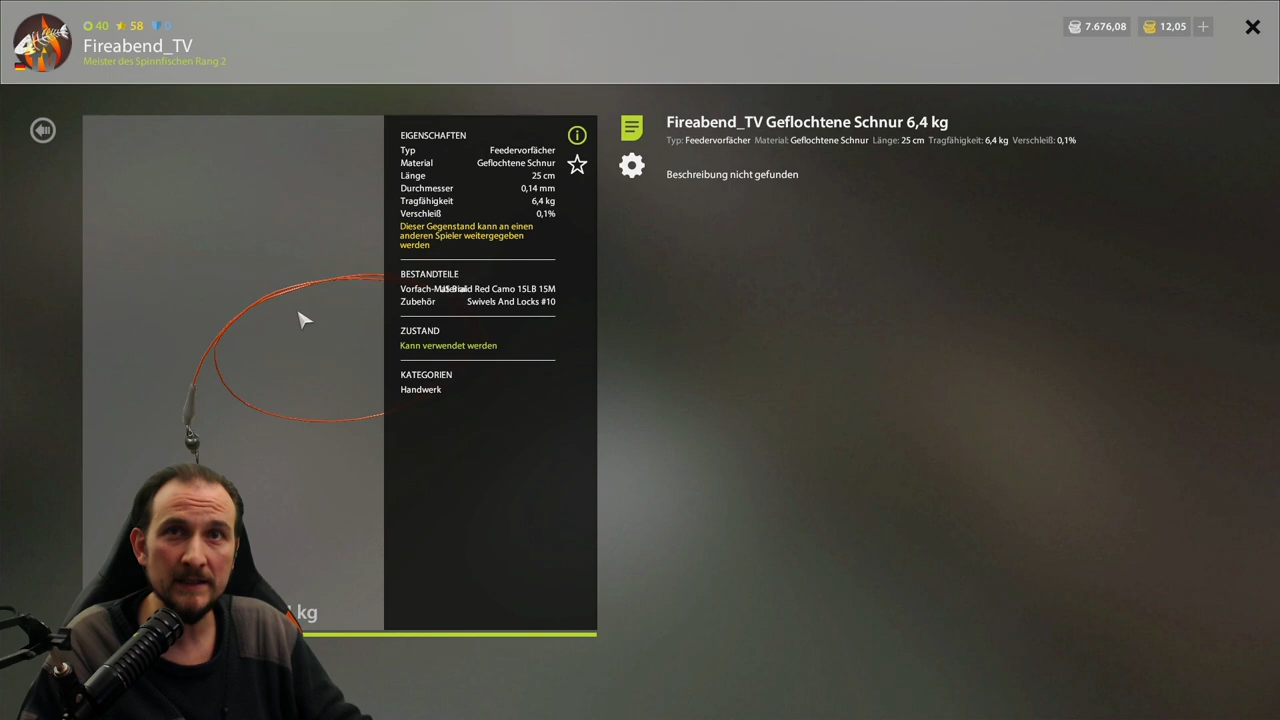 40 58 0
Fireabend_TV
Meister des Spinnfischen Rang 2
7.676,08 12,05
EIGENSCHAFTEN
Typ Feedervorfächer
Material Geflochtene Schnur
Länge 25 cm
Durchmesser 0,14 mm
Tragfähigkeit 6,4 kg
Verschleiß 0,1%
Dieser Gegenstand kann an einen
anderen Spieler weitergegeben
werden
BESTANDTEILE
Vorfach-Material Braid Red Camo 15LB 15M
Zubehör Swivels And Locks #10
ZUSTAND
Kann verwendet werden
KATEGORIEN
Handwerk
kg
Fireabend_TV Geflochtene Schnur 6,4 kg
Typ: Feedervorfächer Material: Geflochtene Schnur Länge: 25 cm Tragfähigkeit: 6,4 kg Verschleiß: 0,1%
Beschreibung nicht gefunden